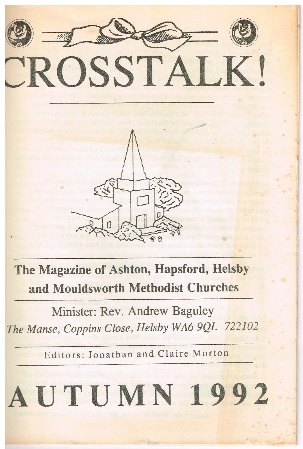 CROSSTALK!
The Magazine of Ashton, Hapsford, Helsby
and Mouldsworth Methodist Churches
Minister: Rev. Andrew Baguley
The Manse, Coppins Close, Helsby WA6 9QL 722102
Editors: Jonathan and Claire Morton
AUTUMN 1992